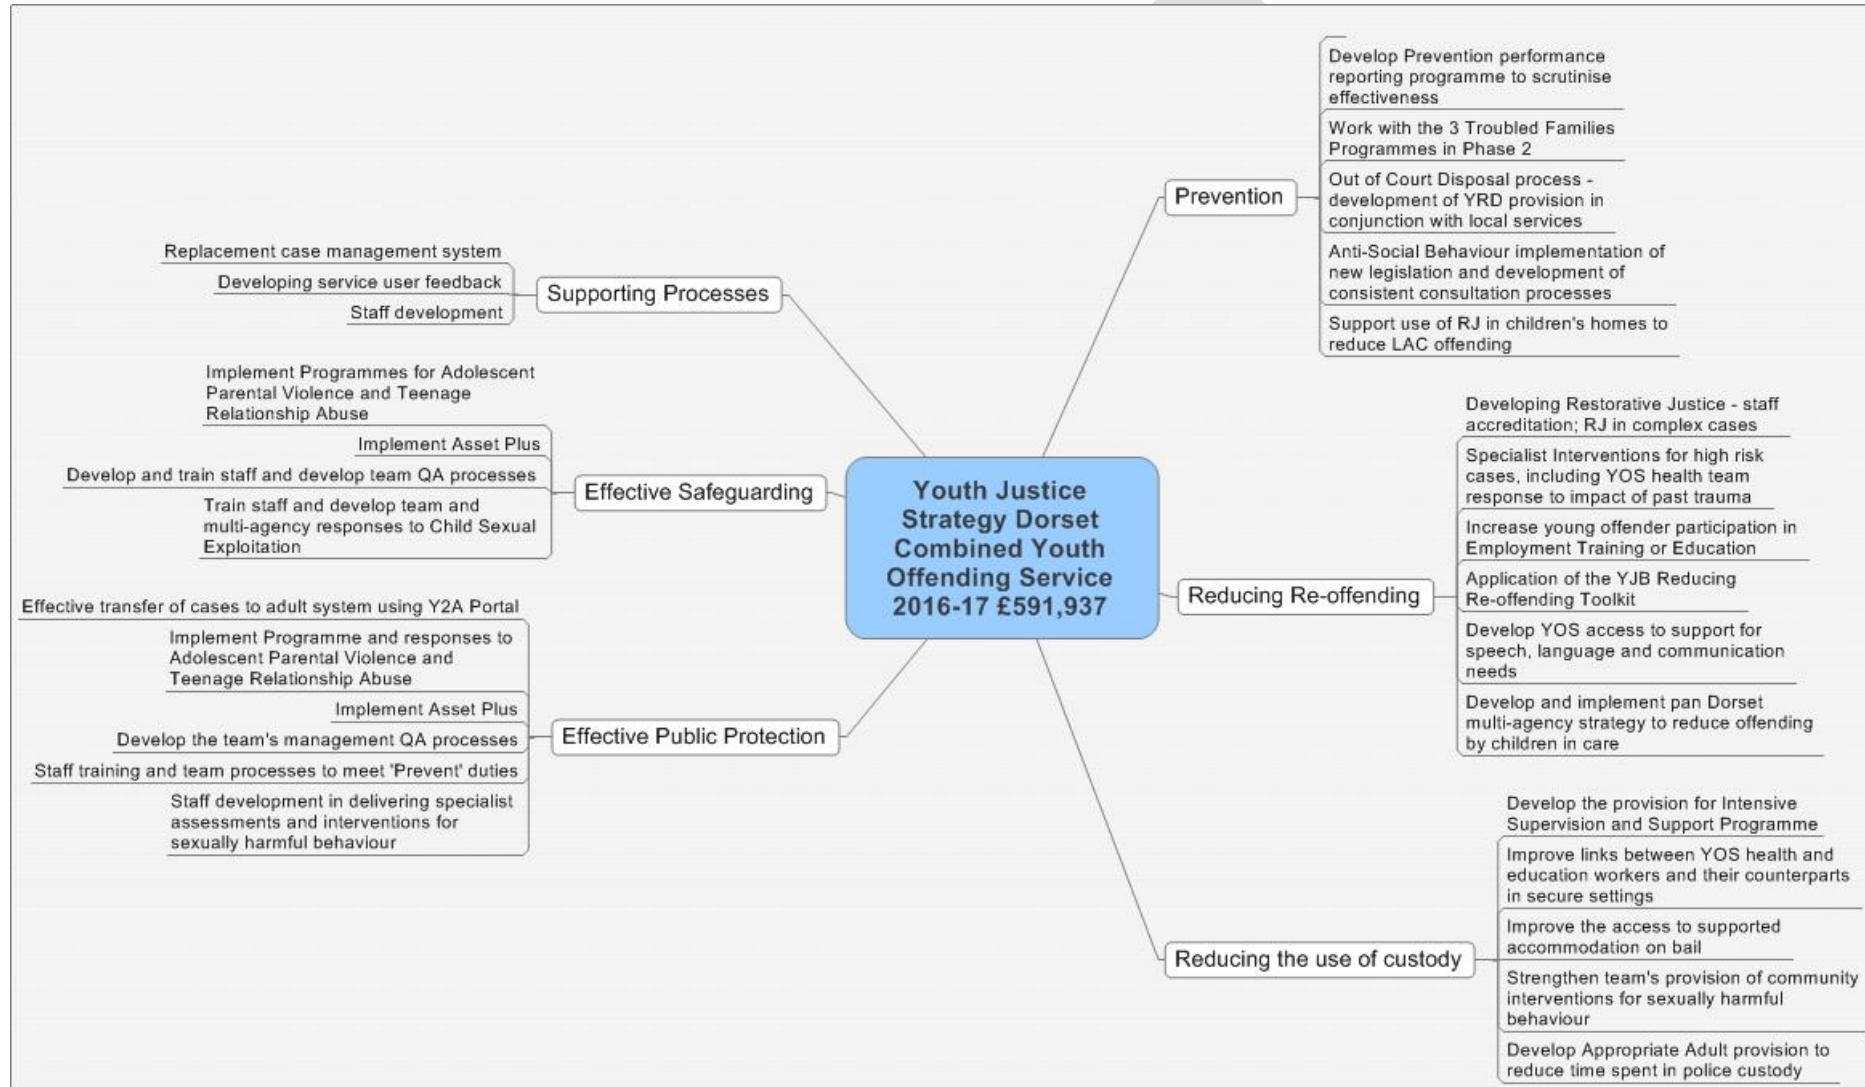 Youth Justice
Strategy Dorset
Combined Youth
Offending Service
2016-17 £591,937
Prevention
Develop Prevention performance
reporting programme to scrutinise
effectiveness
Work with the 3 Troubled Families
Programmes in Phase 2
Out of Court Disposal process -
development of YRD provision in
conjunction with local services
Anti-Social Behaviour implementation of
new legislation and development of
consistent consultation processes
Support use of RJ in children's homes to
reduce LAC offending
Reducing Re-offending
Developing Restorative Justice - staff
accreditation; RJ in complex cases
Specialist Interventions for high risk
cases, including YOS health team
response to impact of past trauma
Increase young offender participation in
Employment Training or Education
Application of the YJB Reducing
Re-offending Toolkit
Develop YOS access to support for
speech, language and communication
needs
Develop and implement pan Dorset
multi-agency strategy to reduce offending
by children in care
Reducing the use of custody
Develop the provision for Intensive
Supervision and Support Programme
Improve links between YOS health and
education workers and their counterparts
in secure settings
Improve the access to supported
accommodation on bail
Strengthen team's provision of community
interventions for sexually harmful
behaviour
Develop Appropriate Adult provision to
reduce time spent in police custody
Supporting Processes
Replacement case management system
Developing service user feedback
Staff development
Effective Safeguarding
Implement Programmes for Adolescent
Parental Violence and Teenage
Relationship Abuse
Implement Asset Plus
Develop and train staff and develop team QA processes
Train staff and develop team and
multi-agency responses to Child Sexual
Exploitation
Effective Public Protection
Effective transfer of cases to adult system using Y2A Portal
Implement Programme and responses to
Adolescent Parental Violence and
Teenage Relationship Abuse
Implement Asset Plus
Develop the team's management QA processes
Staff training and team processes to meet 'Prevent' duties
Staff development in delivering specialist
assessments and interventions for
sexually harmful behaviour